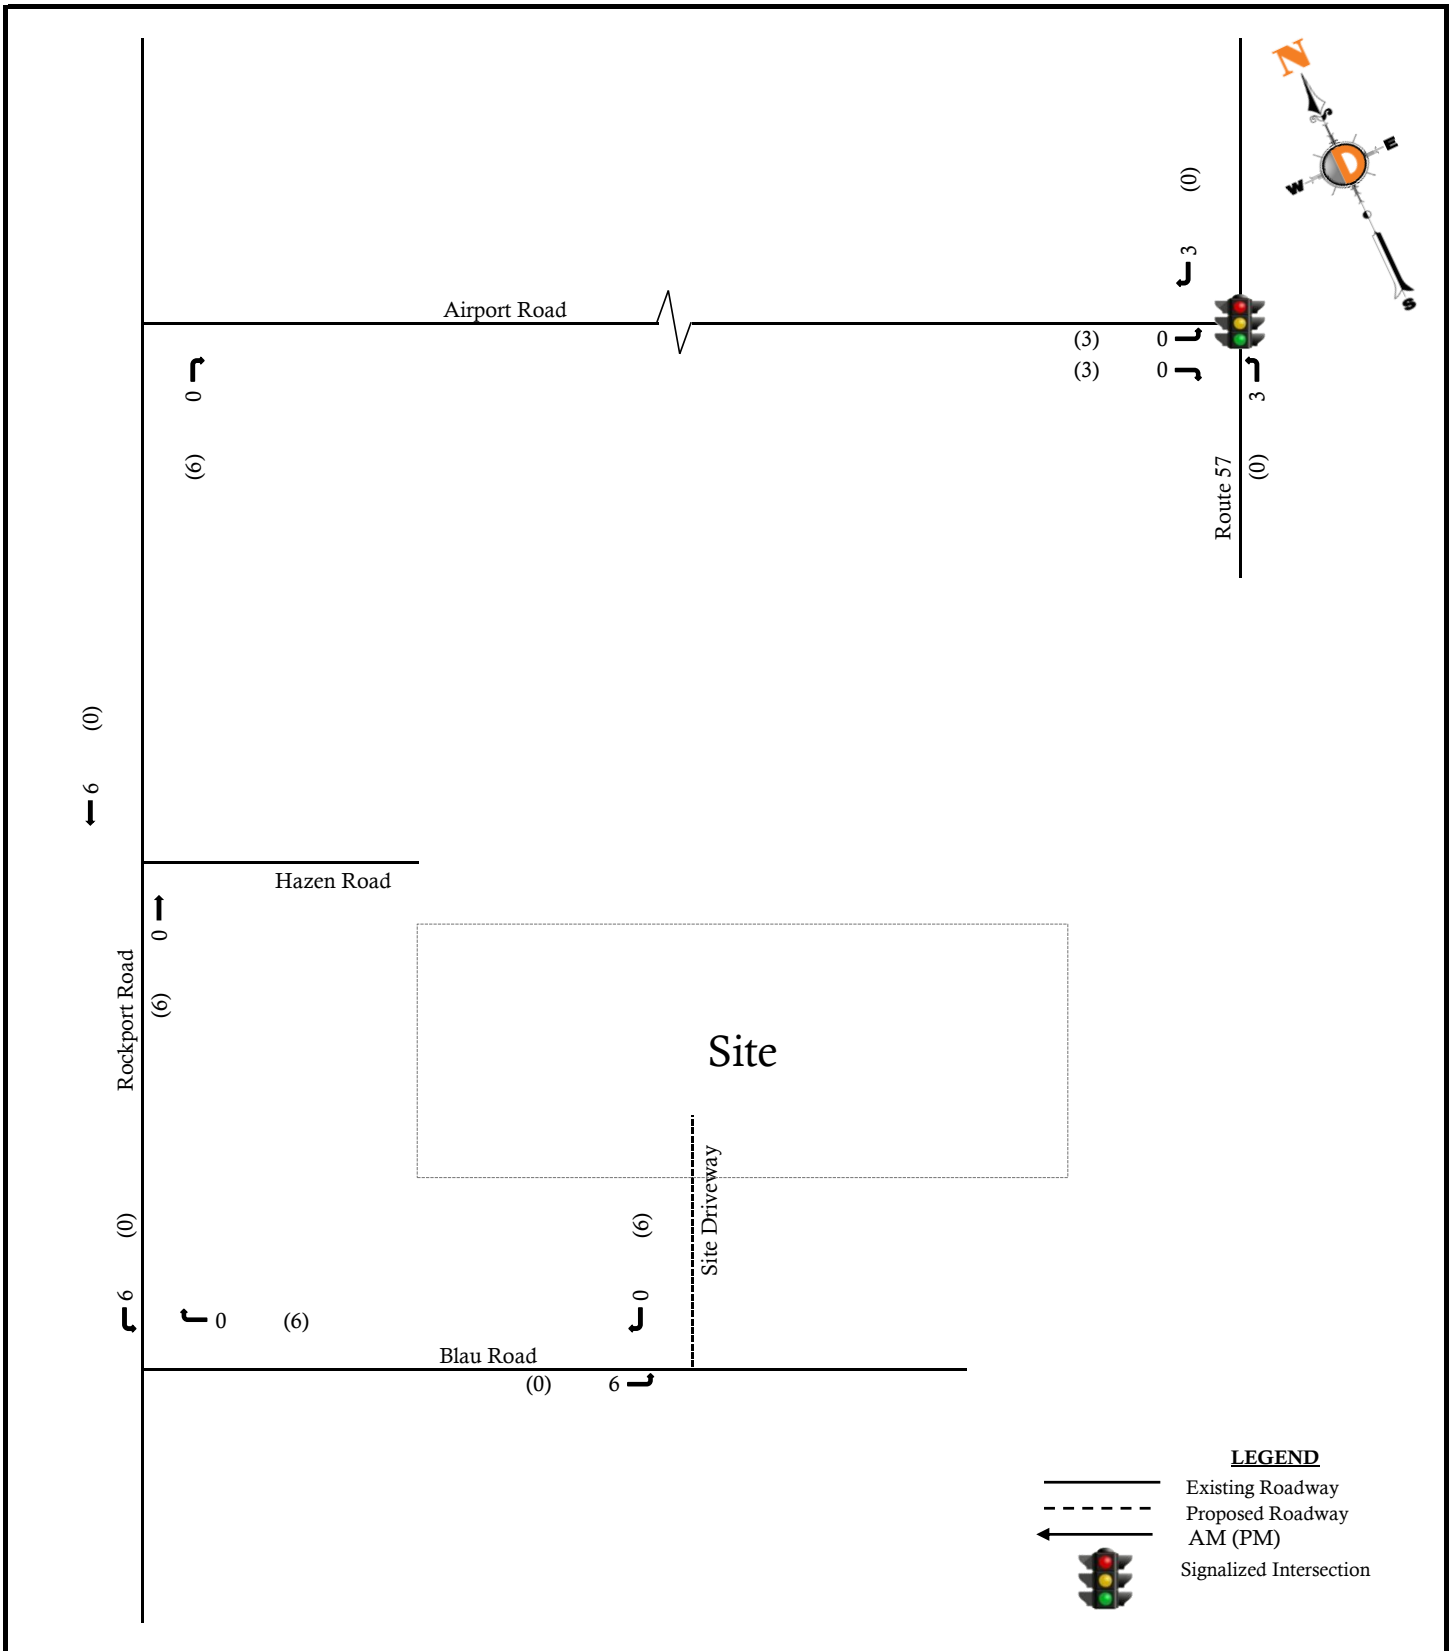 N
E
D
W
S
(0)
3
Airport Road
(3) 0
(3) 0
0
(6)
3
(0)
Route 57
(0)
6
Hazen Road
0
(6)
Rockport Road
Site
Site Driveway
(0)
6
0 (6)
(6)
0
Blau Road
(0) 6
LEGEND
Existing Roadway
Proposed Roadway
AM (PM)
Signalized Intersection